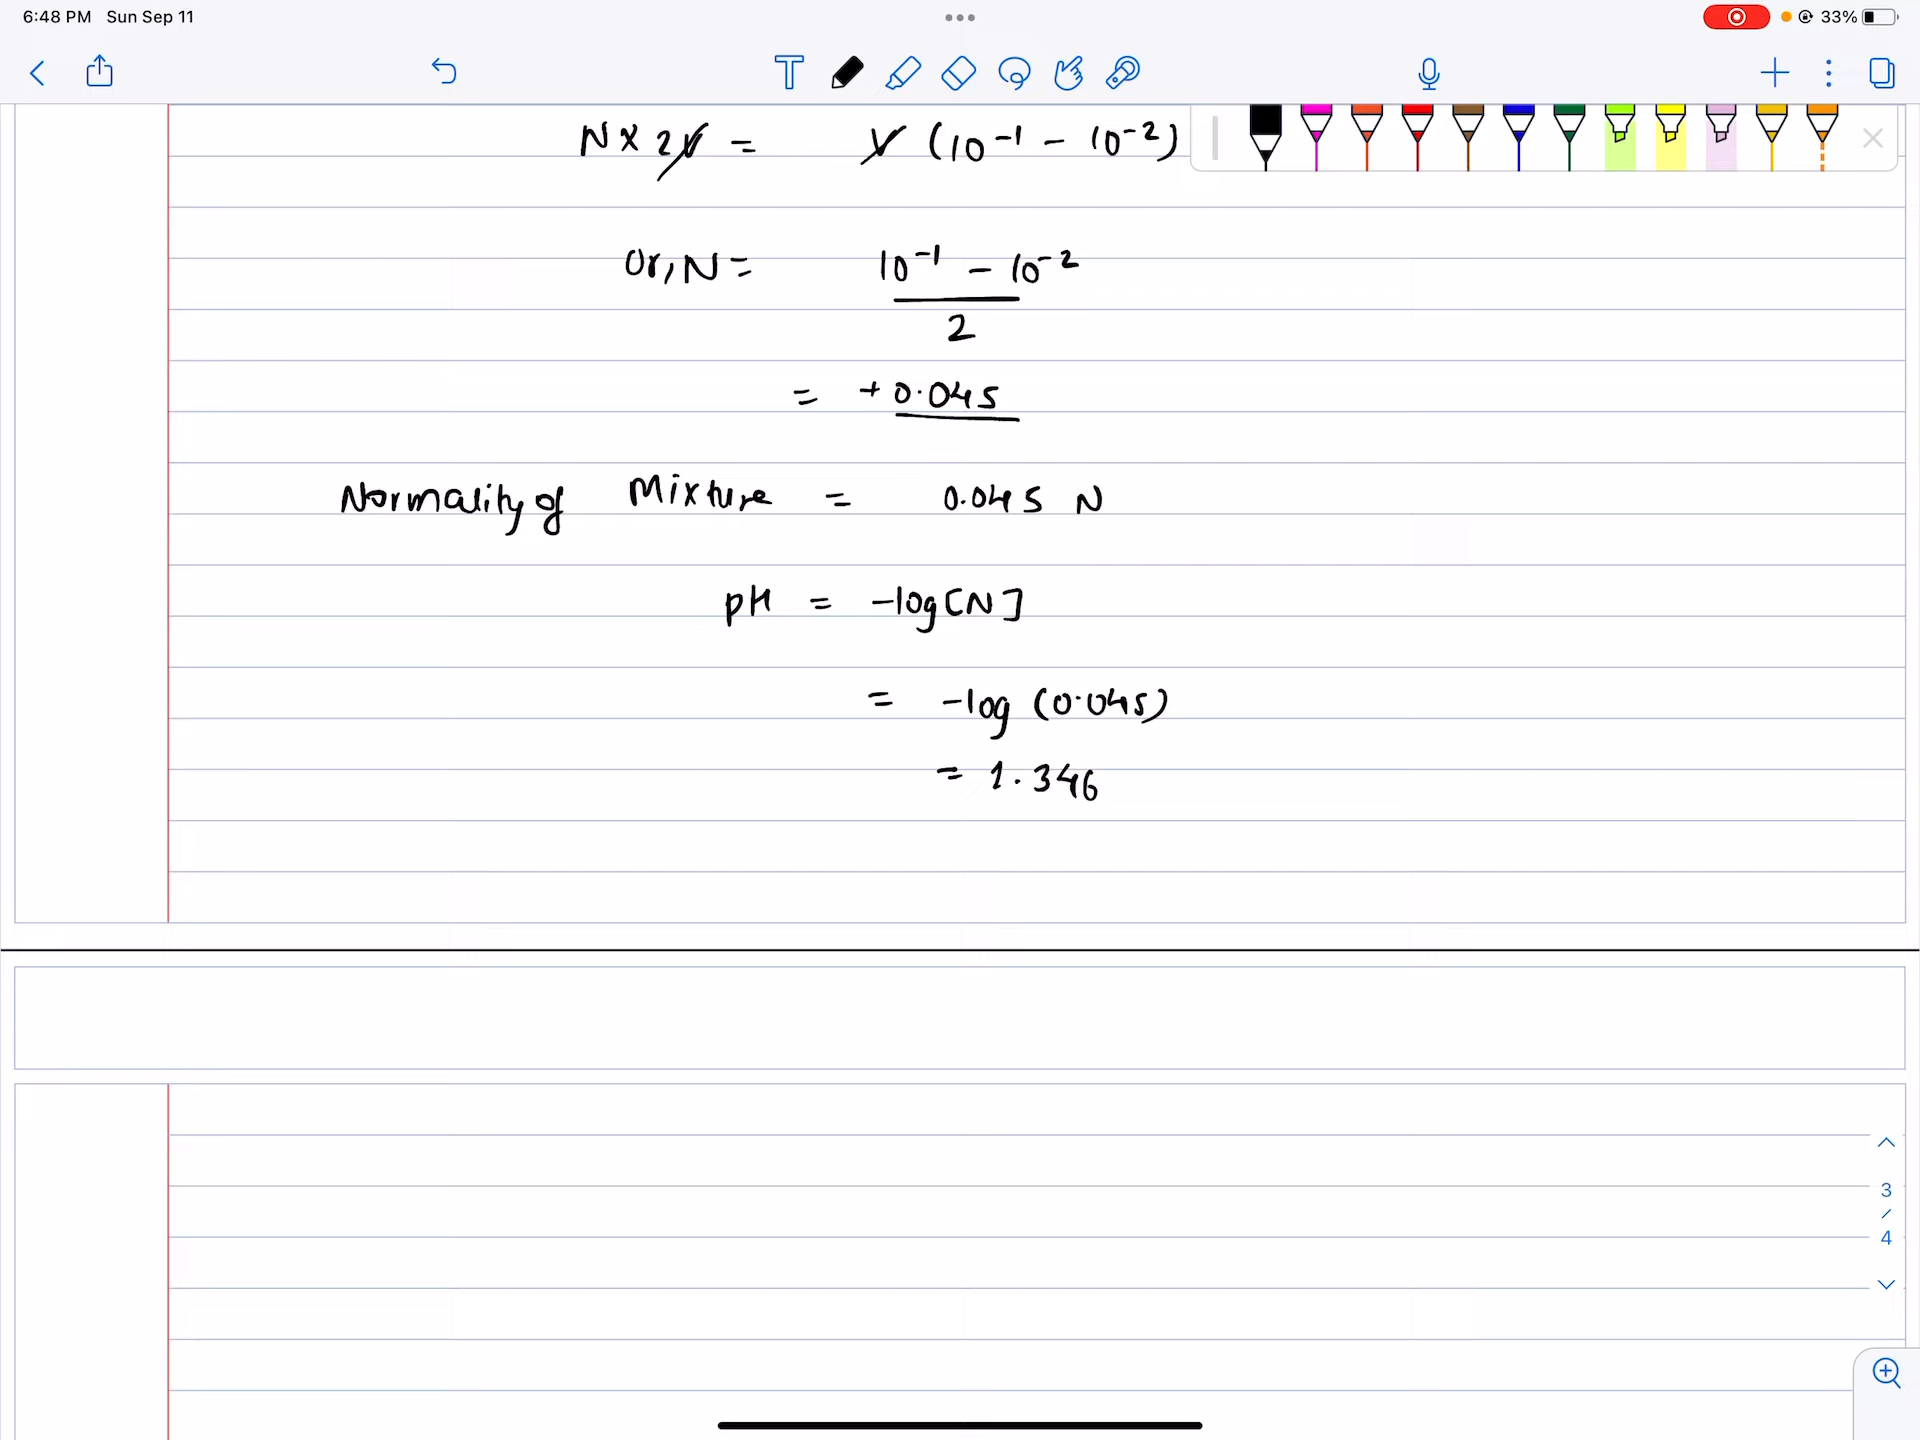 6:48 PM Sun Sep 11
33%
N x 2V = V (10⁻¹ - 10⁻²)
Or, N = 10⁻¹ - 10⁻²
2
= + 0.045
Normality of Mixture = 0.045 N
pH = -log[N]
= -log (0.045)
= 1.346
3
/
4